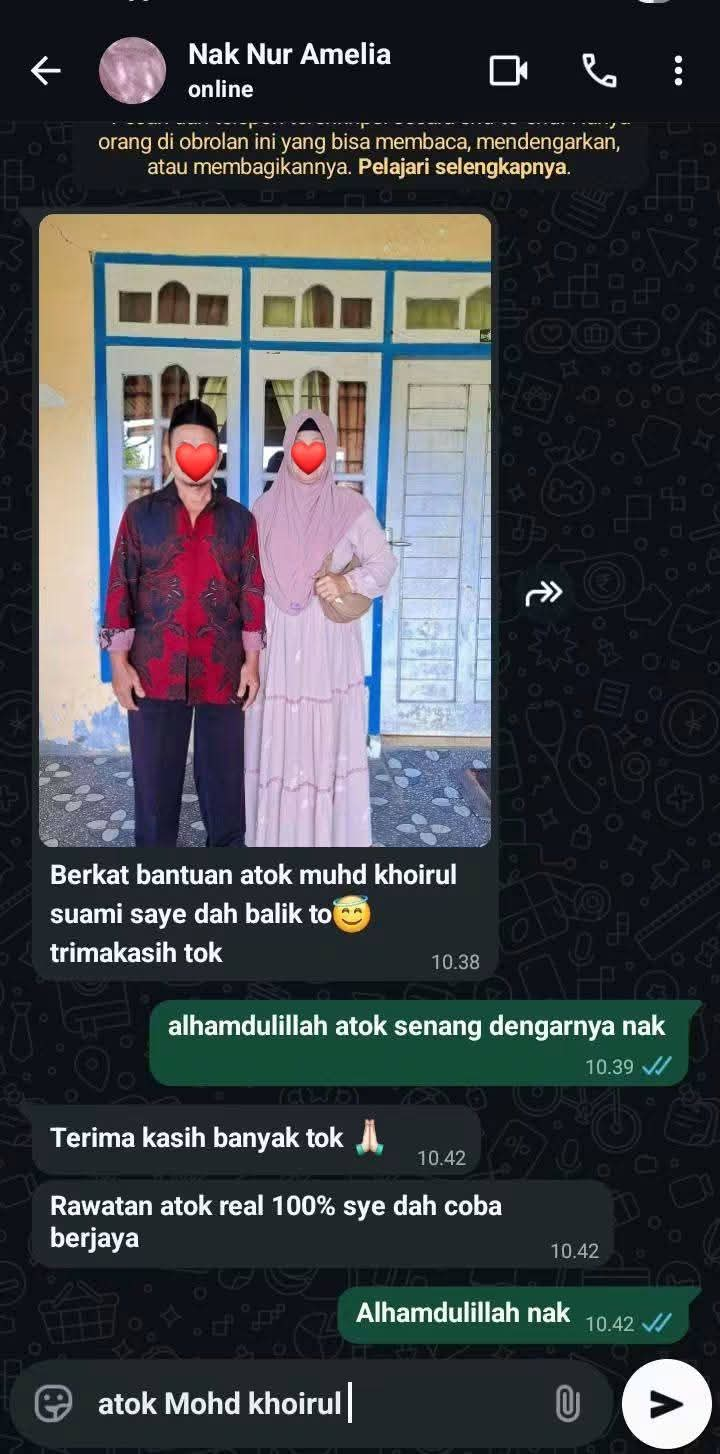 Nak Nur Amelia
online
orang di obrolan ini yang bisa membaca, mendengarkan,
atau membagikannya. Pelajari selengkapnya.
Berkat bantuan atok muhd khoirul
suami saye dah balik to😇
trimakasih tok
10.38
alhamdulillah atok senang dengarnya nak
10.39
Terima kasih banyak tok 🙏🏻
10.42
Rawatan atok real 100% sye dah coba
berjaya
10.42
Alhamdulillah nak
10.42
atok Mohd khoirul